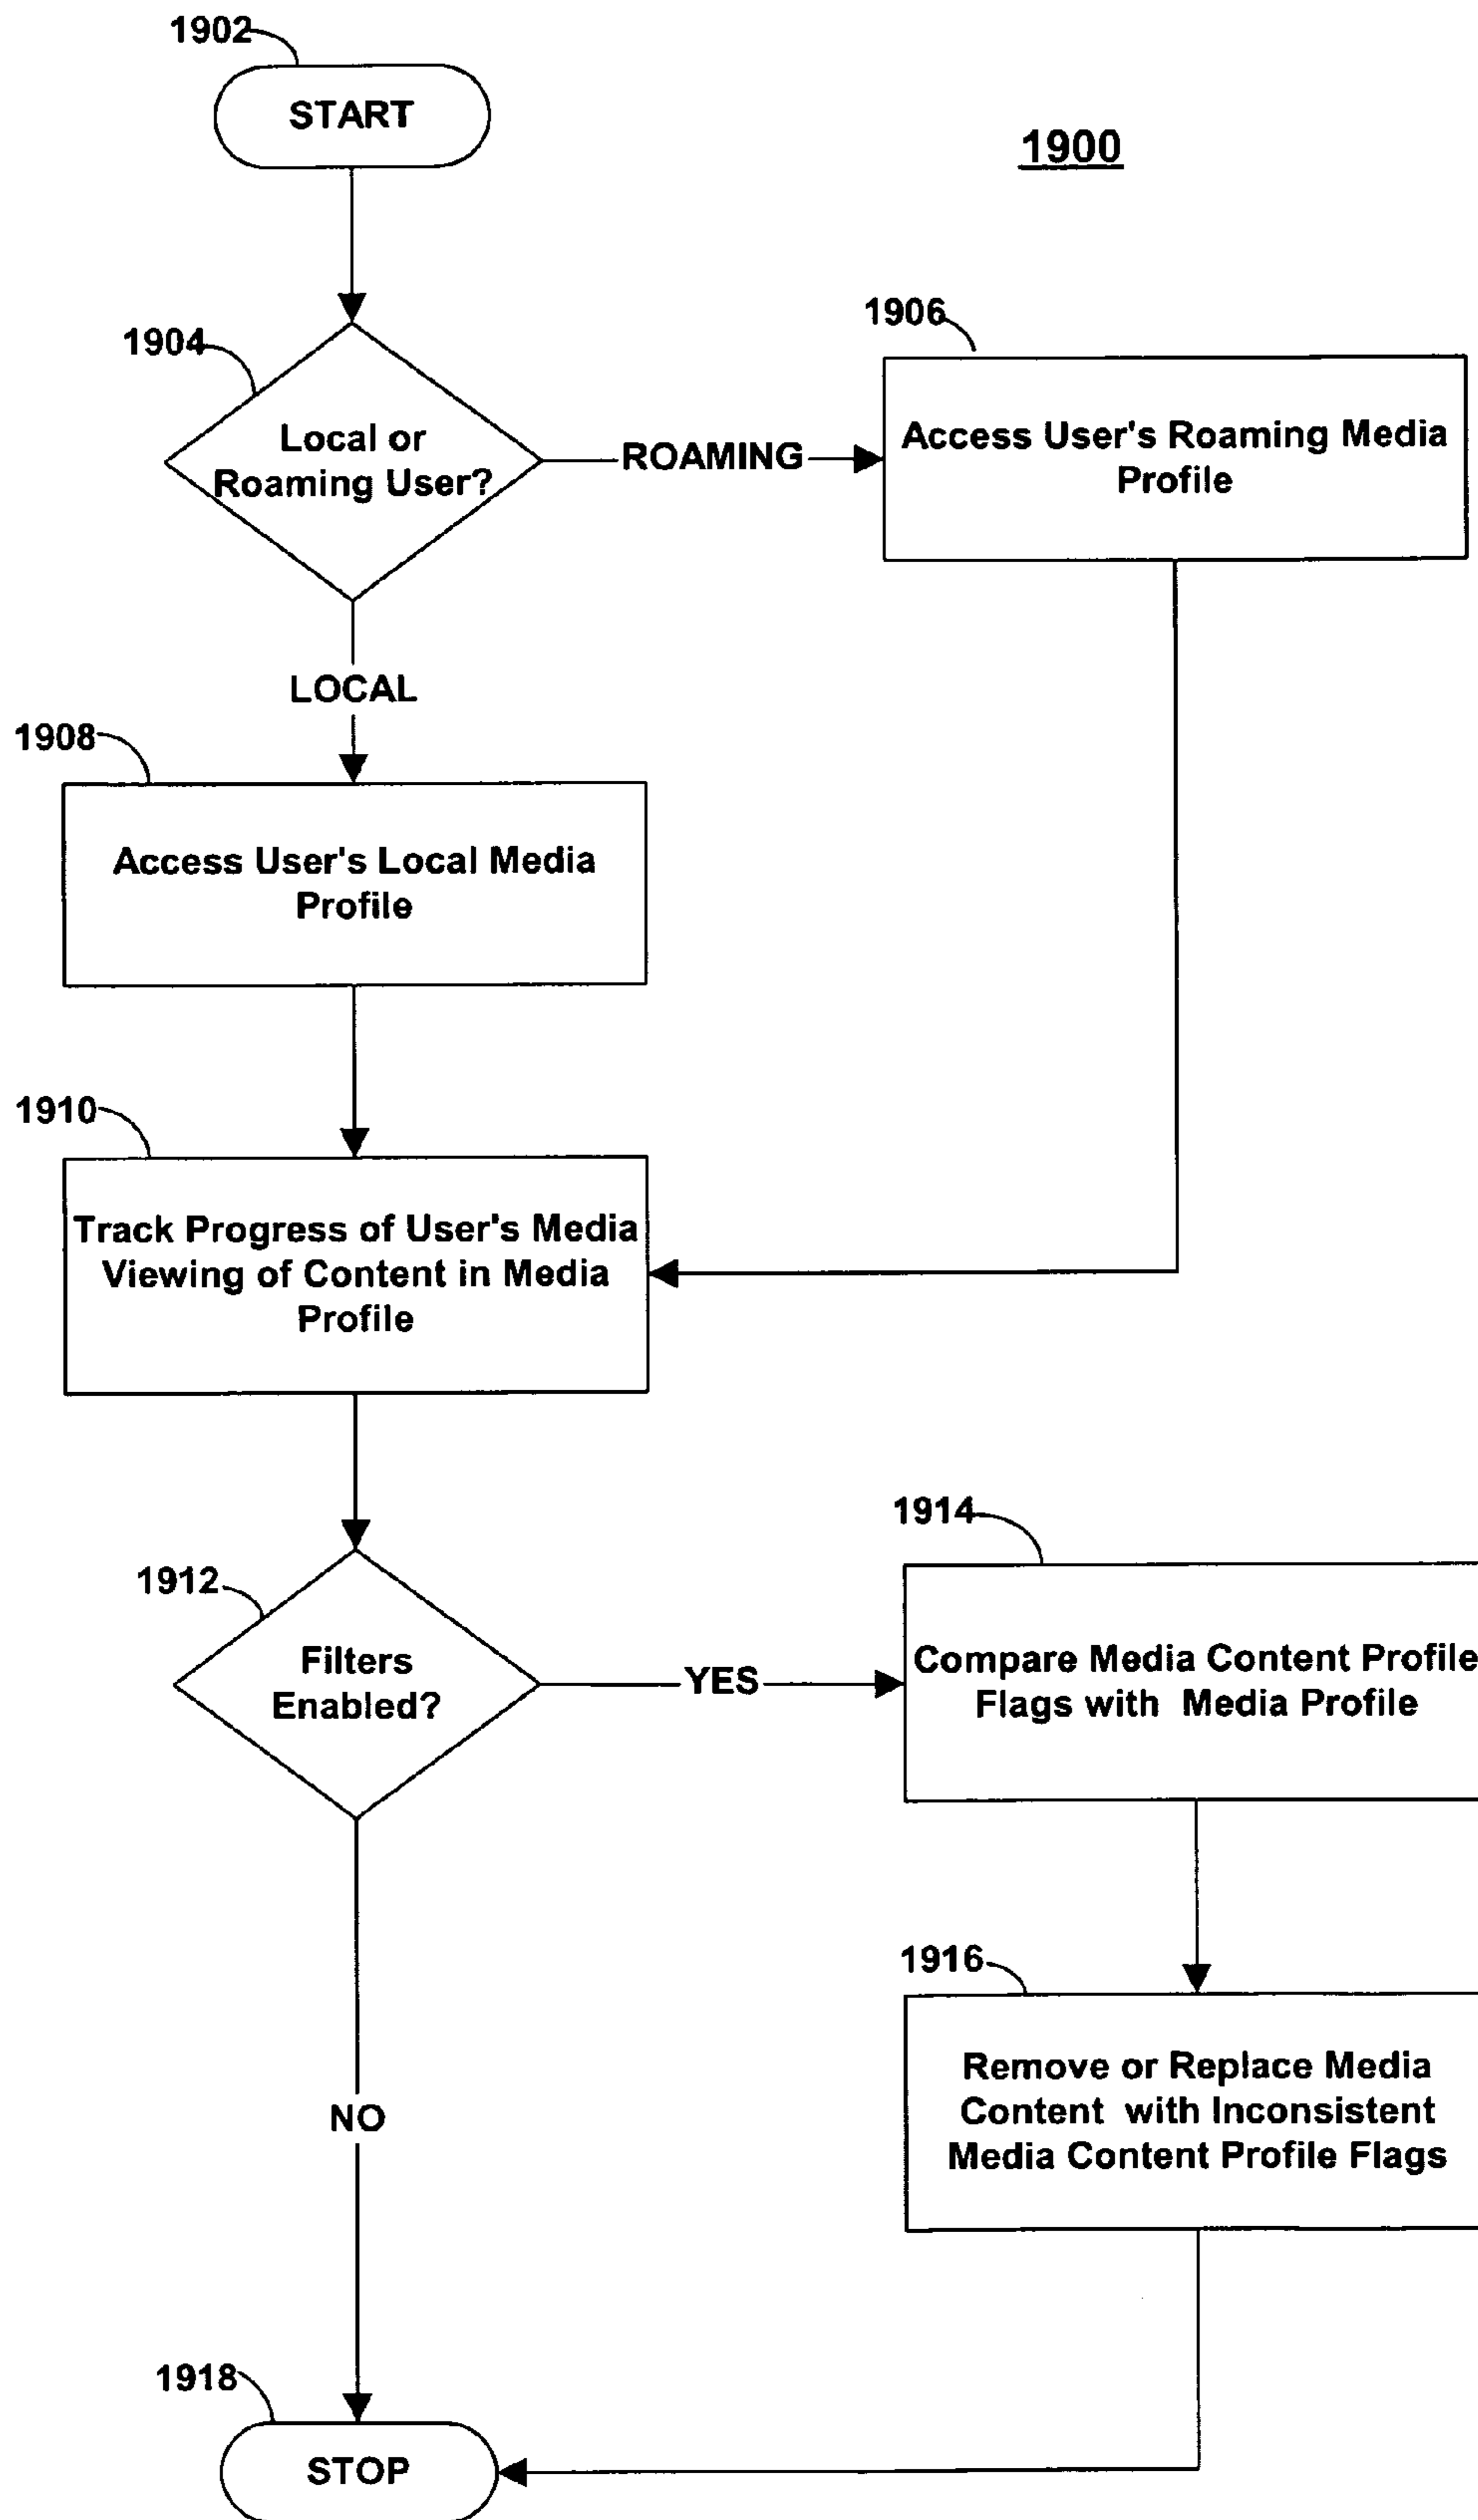 1902
START
1900
1904
Local or
Roaming User?
ROAMING
1906
Access User's Roaming Media
Profile
LOCAL
1908
Access User's Local Media
Profile
1910
Track Progress of User's Media
Viewing of Content in Media
Profile
1912
Filters
Enabled?
YES
1914
Compare Media Content Profile
Flags with Media Profile
1916
Remove or Replace Media
Content with Inconsistent
Media Content Profile Flags
NO
1918
STOP